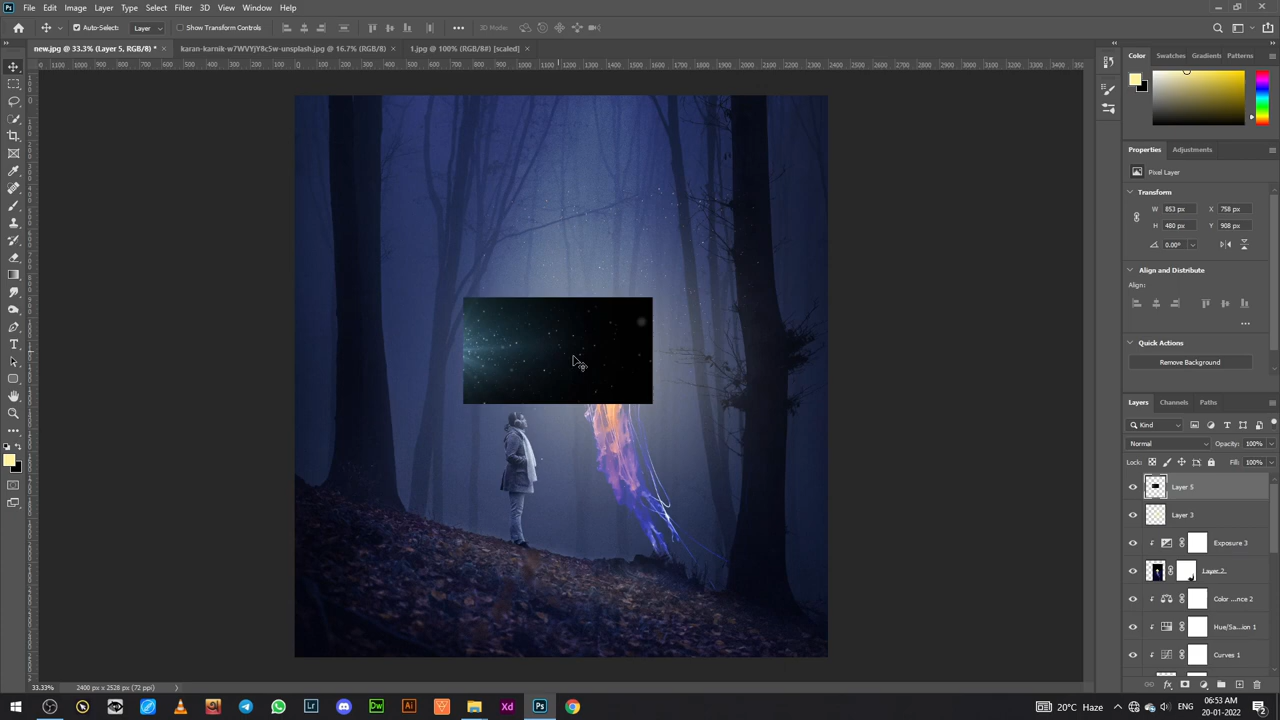 File Edit Image Layer Type Select Filter 3D View Window Help
Auto-Select: Layer Show Transform Controls 3D Mode:
new.jpg @ 33.3% (Layer 5, RGB/8) * × karan-karnik-w7WVYjY8c5w-unsplash.jpg @ 16.7% (RGB/8) × 1.jpg @ 100% (RGB/8#) [scaled] ×
Color Swatches Gradients Patterns
Properties Adjustments
Pixel Layer
Transform
W 853 px X 758 px
H 480 px Y 908 px
0.00°
Align and Distribute
Align:
Quick Actions
Remove Background
Layers Channels Paths
Kind
Normal Opacity: 100%
Lock: Fill: 100%
Layer 5
Layer 3
Exposure 3
Layer 2
Color ...nce 2
Hue/Sa...ion 1
Curves 1
33.33% 2400 px x 2528 px (72 ppi)
20°C Haze ENG 06:53 AM
20-01-2022